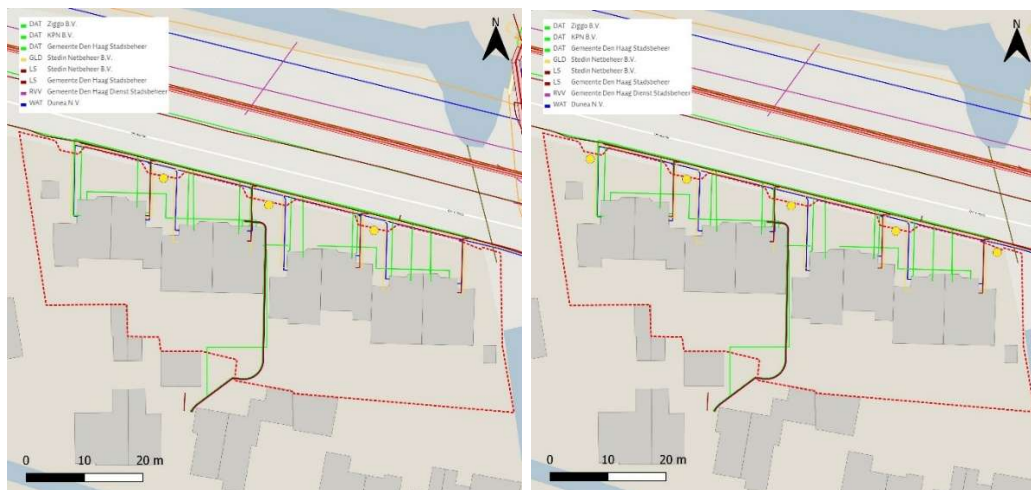 DAT Ziggo B.V.
DAT KPN B.V.
DAT Gemeente Den Haag Stadsbeheer
GLD Stedin Netbeheer B.V.
LS Stedin Netbeheer B.V.
LS Gemeente Den Haag Stadsbeheer
RVV Gemeente Den Haag Dienst Stadsbeheer
WAT Dunea N.V.
N
0 10 20 m
DAT Ziggo B.V.
DAT KPN B.V.
DAT Gemeente Den Haag Stadsbeheer
GLD Stedin Netbeheer B.V.
LS Stedin Netbeheer B.V.
LS Gemeente Den Haag Stadsbeheer
RVV Gemeente Den Haag Dienst Stadsbeheer
WAT Dunea N.V.
N
0 10 20 m